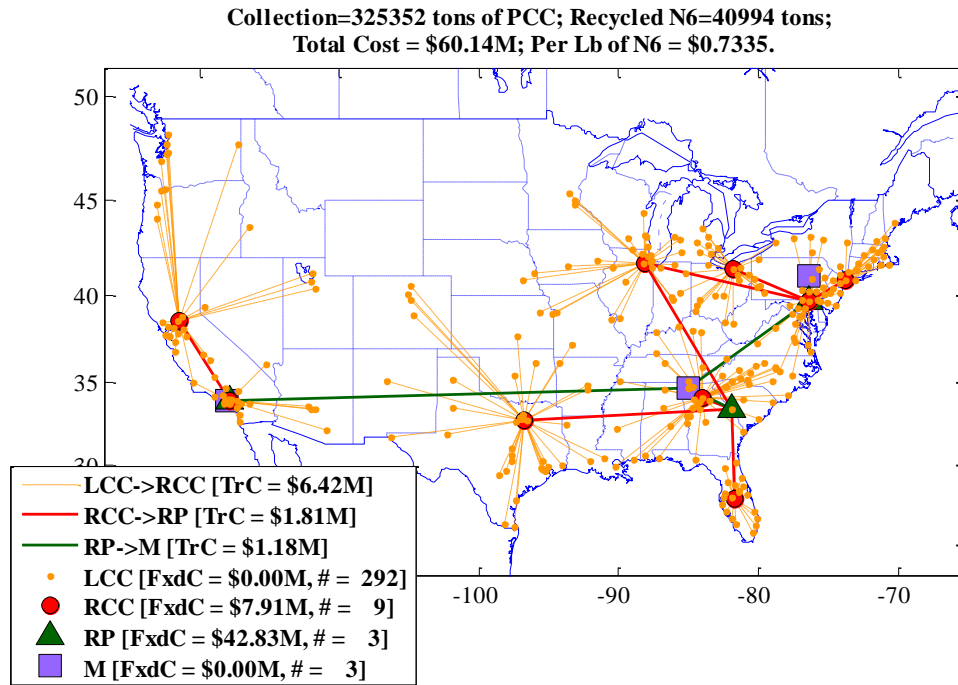 Collection=325352 tons of PCC; Recycled N6=40994 tons;
Total Cost = $60.14M; Per Lb of N6 = $0.7335.
50
45
40
35
30
LCC->RCC [TrC = $6.42M]
RCC->RP [TrC = $1.81M]
RP->M [TrC = $1.18M]
LCC [FxdC = $0.00M, # = 292]
RCC [FxdC = $7.91M, # = 9]
RP [FxdC = $42.83M, # = 3]
M [FxdC = $0.00M, # = 3]
-100
-90
-80
-70